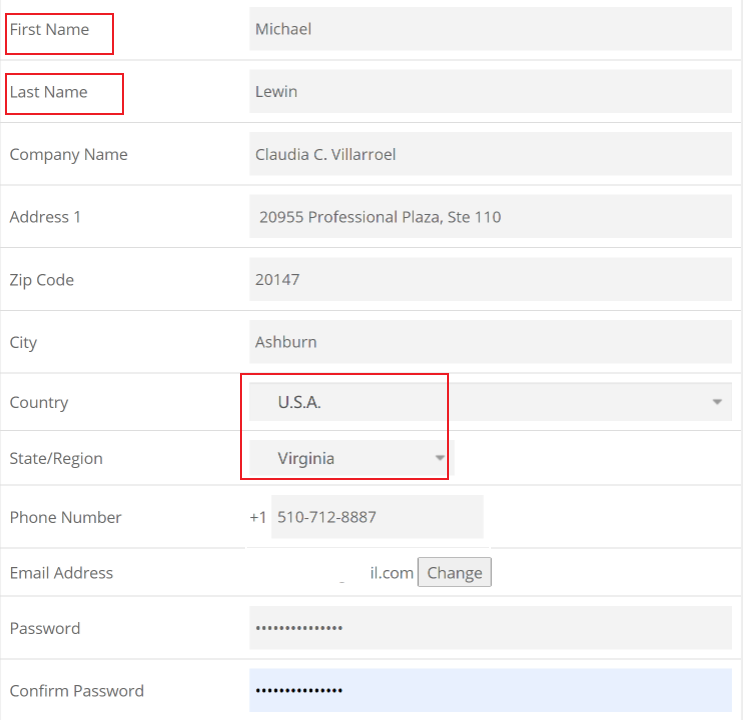 First Name Michael
Last Name Lewin
Company Name Claudia C. Villarroel
Address 1 20955 Professional Plaza, Ste 110
Zip Code 20147
City Ashburn
Country U.S.A.
State/Region Virginia
Phone Number +1 510-712-8887
Email Address il.com Change
Password •••••••••••••••
Confirm Password •••••••••••••••